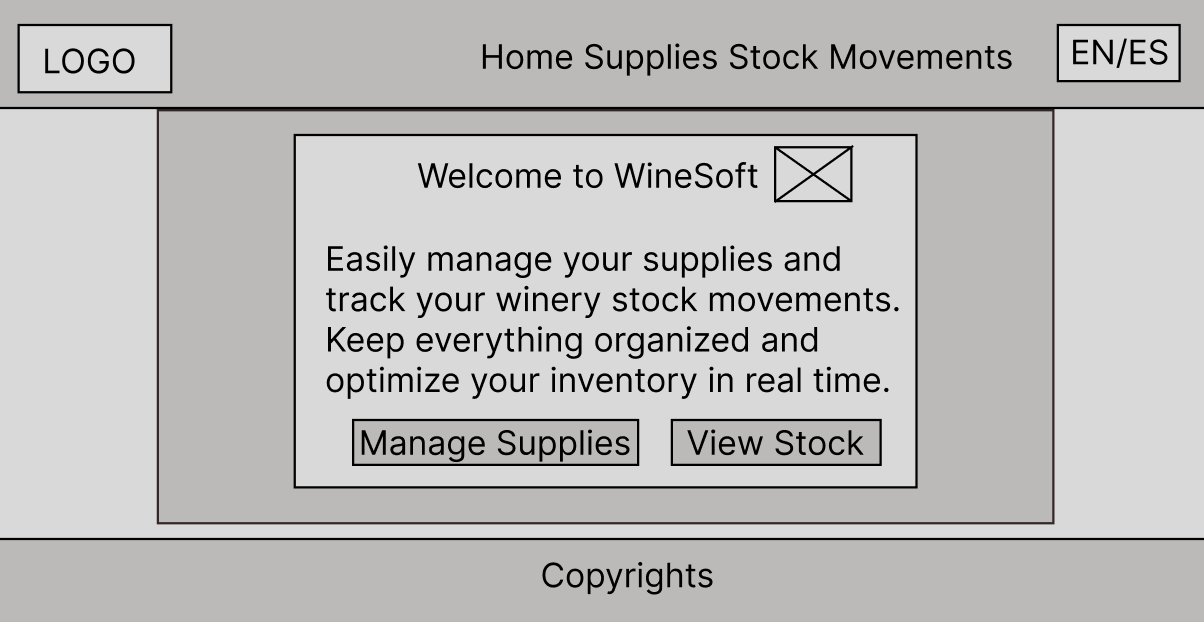 LOGO
Home Supplies Stock Movements
EN/ES
Welcome to WineSoft
Easily manage your supplies and
track your winery stock movements.
Keep everything organized and
optimize your inventory in real time.
Manage Supplies
View Stock
Copyrights